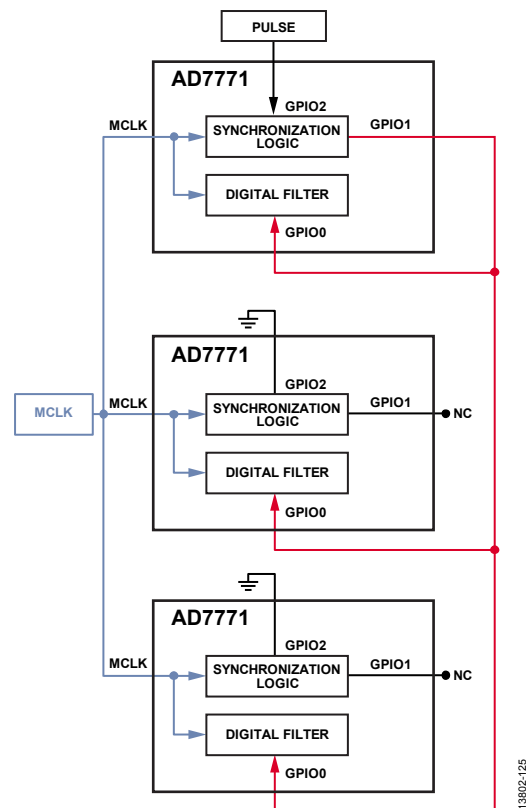 PULSE
AD7771
GPIO2
MCLK
SYNCHRONIZATION
LOGIC
GPIO1
DIGITAL FILTER
GPIO0
AD7771
GPIO2
MCLK
MCLK
SYNCHRONIZATION
LOGIC
GPIO1
NC
DIGITAL FILTER
GPIO0
AD7771
GPIO2
MCLK
SYNCHRONIZATION
LOGIC
GPIO1
NC
DIGITAL FILTER
GPIO0
13802-125